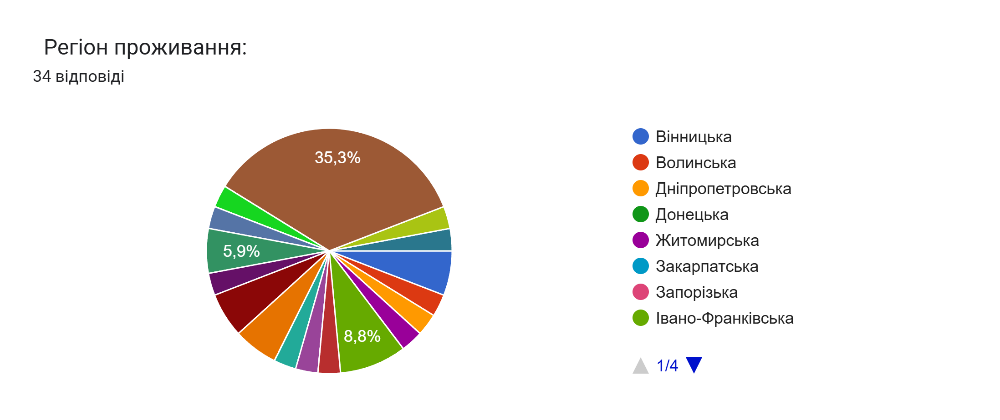 Регіон проживання:
34 відповіді
35,3%
5,9%
8,8%
Вінницька
Волинська
Дніпропетровська
Донецька
Житомирська
Закарпатська
Запорізька
Івано-Франківська
1/4